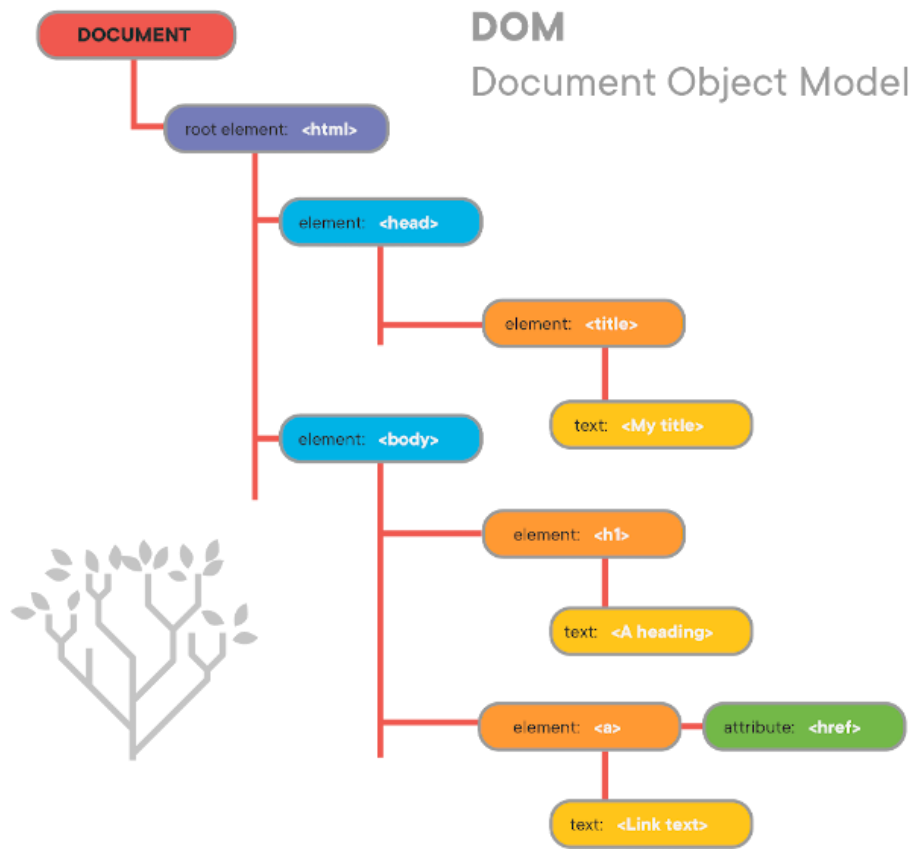 DOCUMENT
DOM
Document Object Model
root element: <html>
element: <head>
element: <title>
text: <My title>
element: <body>
element: <h1>
text: <A heading>
element: <a>
attribute: <href>
text: <Link text>